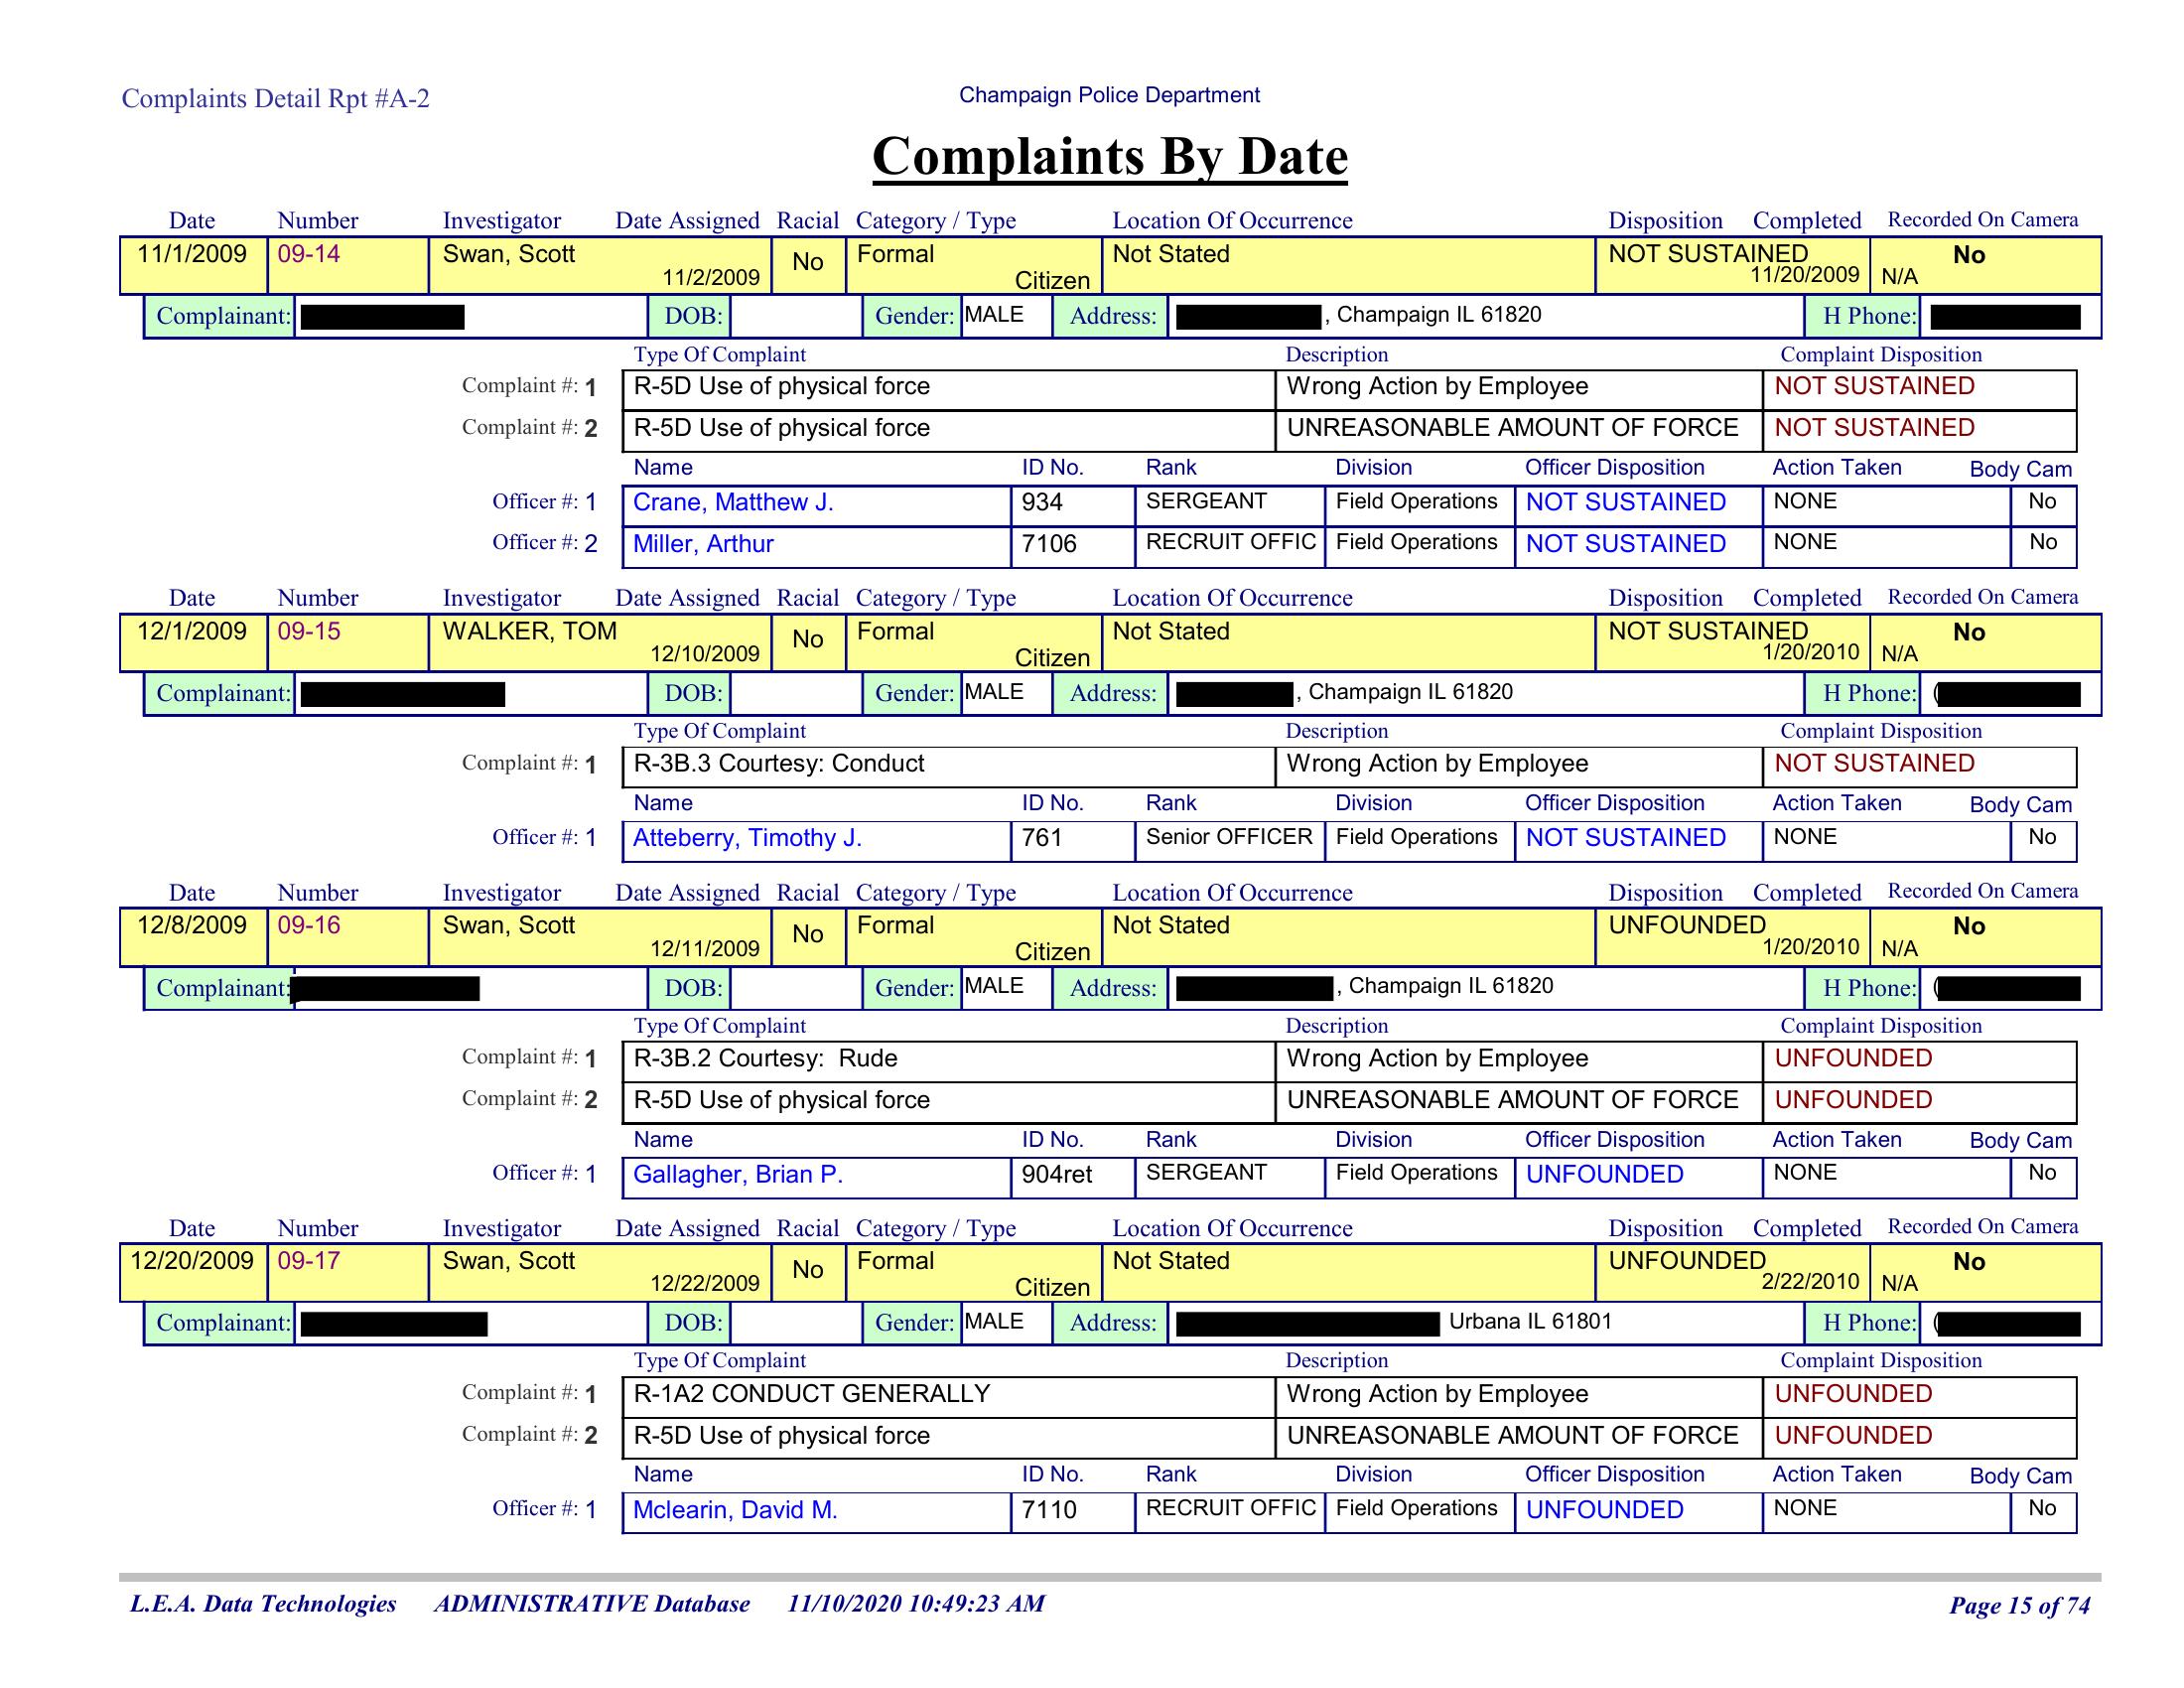 Complaints Detail Rpt #A-2
Champaign Police Department
Complaints By Date
Date Number Investigator Date Assigned Racial Category / Type Location Of Occurrence Disposition Completed Recorded On Camera
11/1/2009 09-14 Swan, Scott 11/2/2009 No Formal Citizen Not Stated NOT SUSTAINED 11/20/2009 No N/A
Complainant: DOB: Gender: MALE Address: , Champaign IL 61820 H Phone:
Type Of Complaint Description Complaint Disposition
Complaint #: 1 R-5D Use of physical force Wrong Action by Employee NOT SUSTAINED
Complaint #: 2 R-5D Use of physical force UNREASONABLE AMOUNT OF FORCE NOT SUSTAINED
Name ID No. Rank Division Officer Disposition Action Taken Body Cam
Officer #: 1 Crane, Matthew J. 934 SERGEANT Field Operations NOT SUSTAINED NONE No
Officer #: 2 Miller, Arthur 7106 RECRUIT OFFIC Field Operations NOT SUSTAINED NONE No
Date Number Investigator Date Assigned Racial Category / Type Location Of Occurrence Disposition Completed Recorded On Camera
12/1/2009 09-15 WALKER, TOM 12/10/2009 No Formal Citizen Not Stated NOT SUSTAINED 1/20/2010 No N/A
Complainant: DOB: Gender: MALE Address: , Champaign IL 61820 H Phone: (
Type Of Complaint Description Complaint Disposition
Complaint #: 1 R-3B.3 Courtesy: Conduct Wrong Action by Employee NOT SUSTAINED
Name ID No. Rank Division Officer Disposition Action Taken Body Cam
Officer #: 1 Atteberry, Timothy J. 761 Senior OFFICER Field Operations NOT SUSTAINED NONE No
Date Number Investigator Date Assigned Racial Category / Type Location Of Occurrence Disposition Completed Recorded On Camera
12/8/2009 09-16 Swan, Scott 12/11/2009 No Formal Citizen Not Stated UNFOUNDED 1/20/2010 No N/A
Complainant: DOB: Gender: MALE Address: , Champaign IL 61820 H Phone: (
Type Of Complaint Description Complaint Disposition
Complaint #: 1 R-3B.2 Courtesy: Rude Wrong Action by Employee UNFOUNDED
Complaint #: 2 R-5D Use of physical force UNREASONABLE AMOUNT OF FORCE UNFOUNDED
Name ID No. Rank Division Officer Disposition Action Taken Body Cam
Officer #: 1 Gallagher, Brian P. 904ret SERGEANT Field Operations UNFOUNDED NONE No
Date Number Investigator Date Assigned Racial Category / Type Location Of Occurrence Disposition Completed Recorded On Camera
12/20/2009 09-17 Swan, Scott 12/22/2009 No Formal Citizen Not Stated UNFOUNDED 2/22/2010 No N/A
Complainant: DOB: Gender: MALE Address: Urbana IL 61801 H Phone: (
Type Of Complaint Description Complaint Disposition
Complaint #: 1 R-1A2 CONDUCT GENERALLY Wrong Action by Employee UNFOUNDED
Complaint #: 2 R-5D Use of physical force UNREASONABLE AMOUNT OF FORCE UNFOUNDED
Name ID No. Rank Division Officer Disposition Action Taken Body Cam
Officer #: 1 Mclearin, David M. 7110 RECRUIT OFFIC Field Operations UNFOUNDED NONE No
L.E.A. Data Technologies ADMINISTRATIVE Database 11/10/2020 10:49:23 AM Page 15 of 74